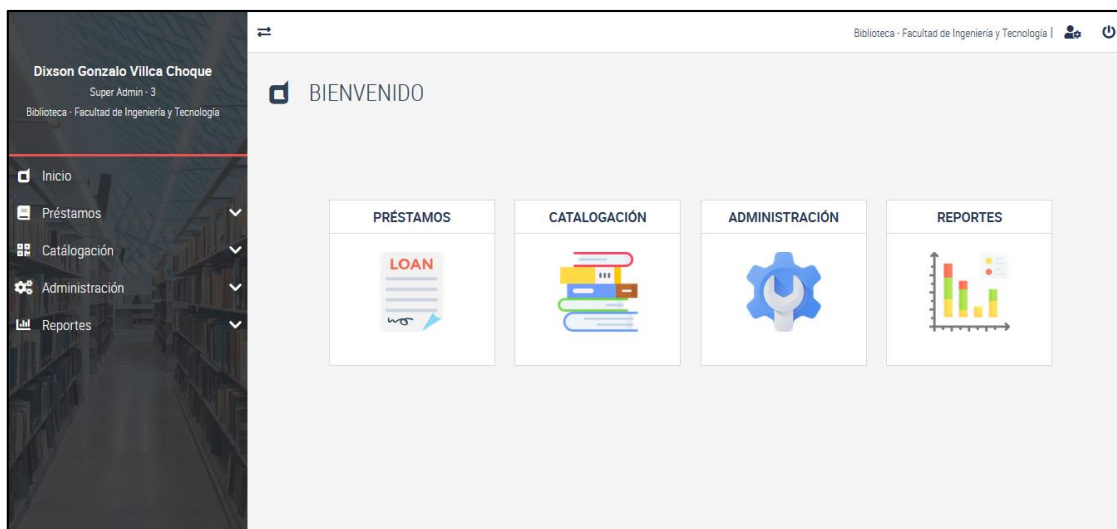 Dixson Gonzalo Villca Choque
Super Admin - 3
Biblioteca - Facultad de Ingeniería y Tecnología
Inicio
Préstamos
Catálogación
Administración
Reportes
Biblioteca - Facultad de Ingeniería y Tecnología |
BIENVENIDO
PRÉSTAMOS
CATALOGACIÓN
ADMINISTRACIÓN
REPORTES
LOAN